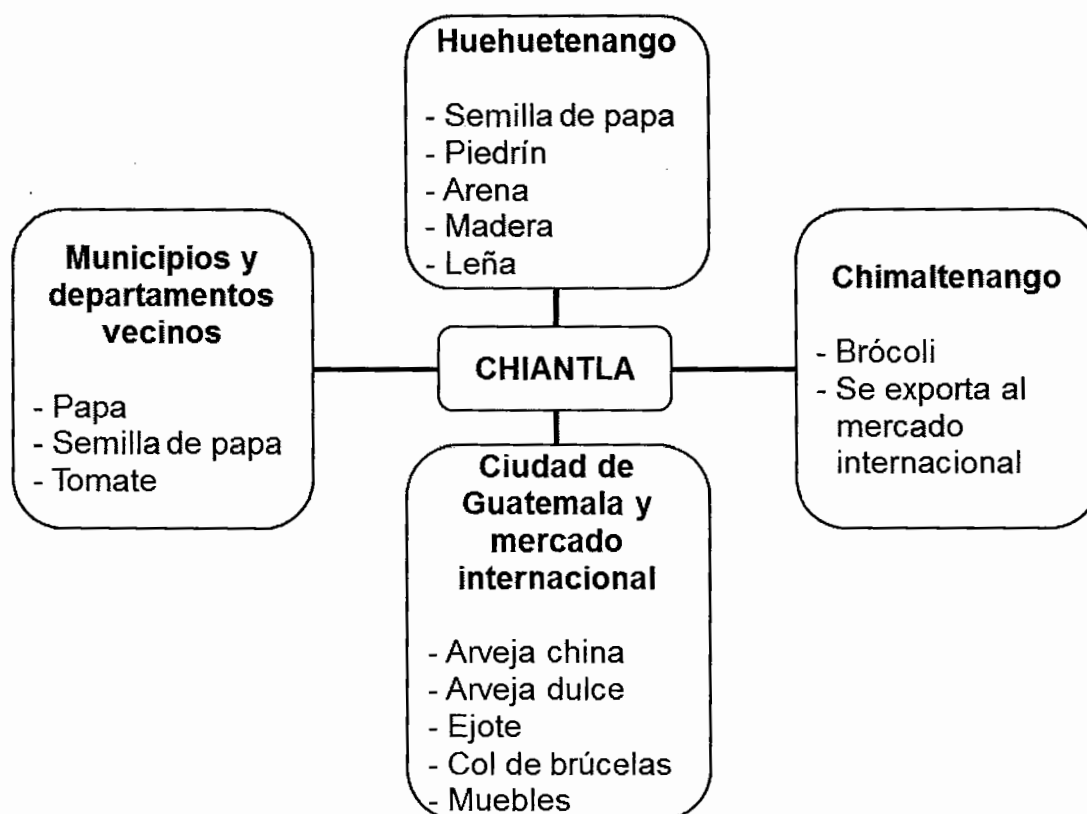 Huehuetenango
- Semilla de papa
- Piedrín
- Arena
- Madera
- Leña
Municipios y
departamentos
vecinos
- Papa
- Semilla de papa
- Tomate
CHIANTLA
Chimaltenango
- Brócoli
- Se exporta al
mercado
internacional
Ciudad de
Guatemala y
mercado
internacional
- Arveja china
- Arveja dulce
- Ejote
- Col de brúcelas
- Muebles